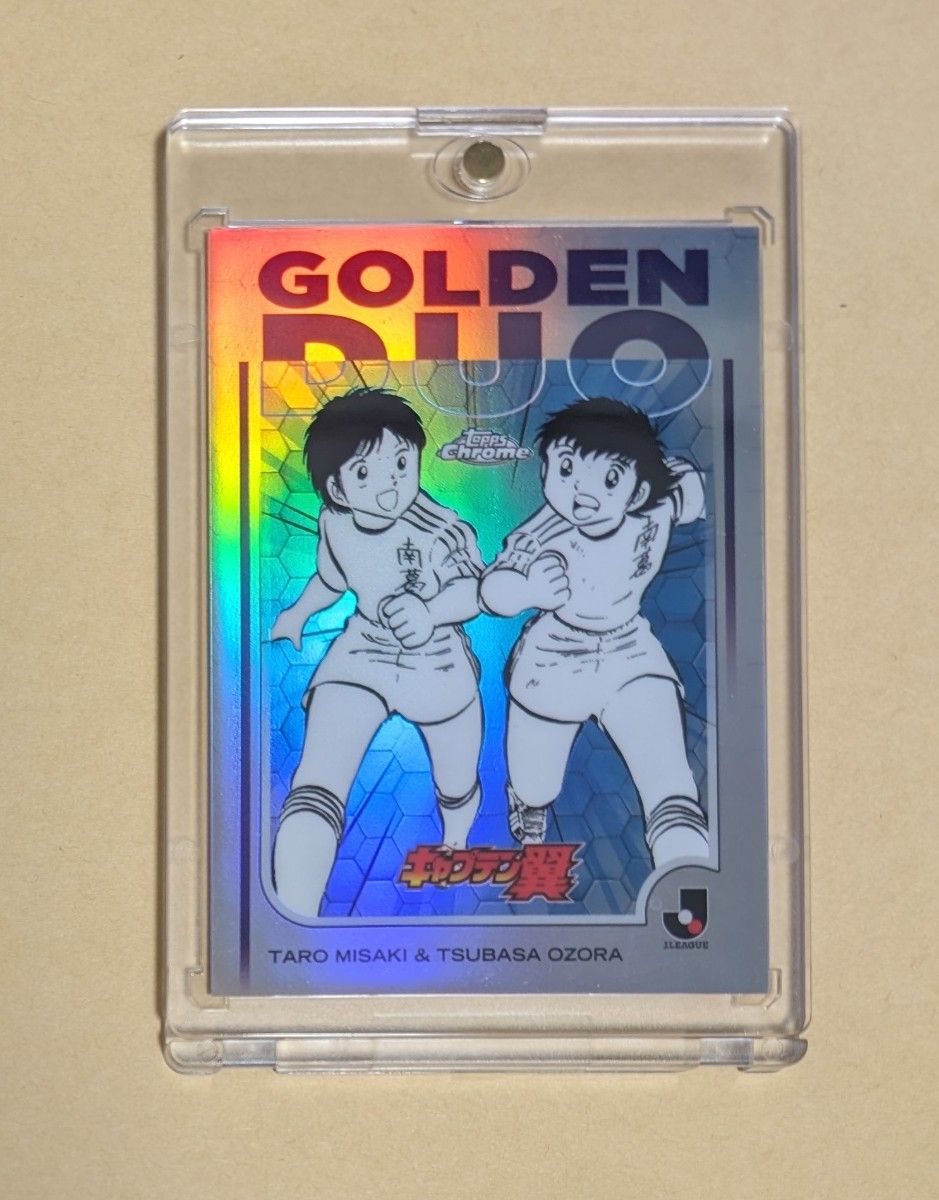 GOLDEN
DUO
Topps
Chrome
南葛
南葛
キャプテン翼
J.LEAGUE
TARO MISAKI & TSUBASA OZORA